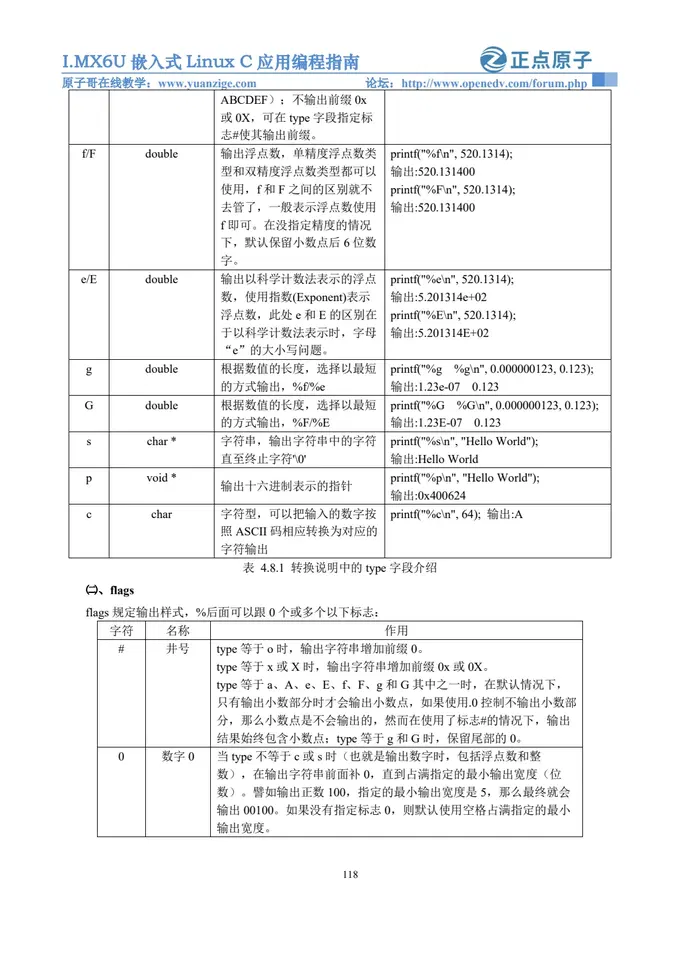 I.MX6U 嵌入式 Linux C 应用编程指南
正点原子
原子哥在线教学：www.yuanzige.com 论坛：http://www.openedv.com/forum.php
ABCDEF）；不输出前缀 0x
或 0X，可在 type 字段指定标
志#使其输出前缀。
f/F double 输出浮点数，单精度浮点数类 printf("%f\n", 520.1314);
型和双精度浮点数类型都可以 输出:520.131400
使用，f 和 F 之间的区别就不 printf("%F\n", 520.1314);
去管了，一般表示浮点数使用 输出:520.131400
f 即可。在没指定精度的情况
下，默认保留小数点后 6 位数
字。
e/E double 输出以科学计数法表示的浮点 printf("%e\n", 520.1314);
数，使用指数(Exponent)表示 输出:5.201314e+02
浮点数，此处 e 和 E 的区别在 printf("%E\n", 520.1314);
于以科学计数法表示时，字母 输出:5.201314E+02
“e”的大小写问题。
g double 根据数值的长度，选择以最短 printf("%g %g\n", 0.000000123, 0.123);
的方式输出，%f/%e 输出:1.23e-07 0.123
G double 根据数值的长度，选择以最短 printf("%G %G\n", 0.000000123, 0.123);
的方式输出，%F/%E 输出:1.23E-07 0.123
s char * 字符串，输出字符串中的字符 printf("%s\n", "Hello World");
直至终止字符'\0' 输出:Hello World
p void * 输出十六进制表示的指针 printf("%p\n", "Hello World");
输出:0x400624
c char 字符型，可以把输入的数字按 printf("%c\n", 64); 输出:A
照 ASCII 码相应转换为对应的
字符输出
表 4.8.1 转换说明中的 type 字段介绍
㈡、flags
flags 规定输出样式，%后面可以跟 0 个或多个以下标志：
字符 名称 作用
# 井号 type 等于 o 时，输出字符串增加前缀 0。
type 等于 x 或 X 时，输出字符串增加前缀 0x 或 0X。
type 等于 a、A、e、E、f、F、g 和 G 其中之一时，在默认情况下，
只有输出小数部分时才会输出小数点，如果使用.0 控制不输出小数部
分，那么小数点是不会输出的，然而在使用了标志#的情况下，输出
结果始终包含小数点；type 等于 g 和 G 时，保留尾部的 0。
0 数字 0 当 type 不等于 c 或 s 时（也就是输出数字时，包括浮点数和整
数），在输出字符串前面补 0，直到占满指定的最小输出宽度（位
数）。譬如输出正数 100，指定的最小输出宽度是 5，那么最终就会
输出 00100。如果没有指定标志 0，则默认使用空格占满指定的最小
输出宽度。
118